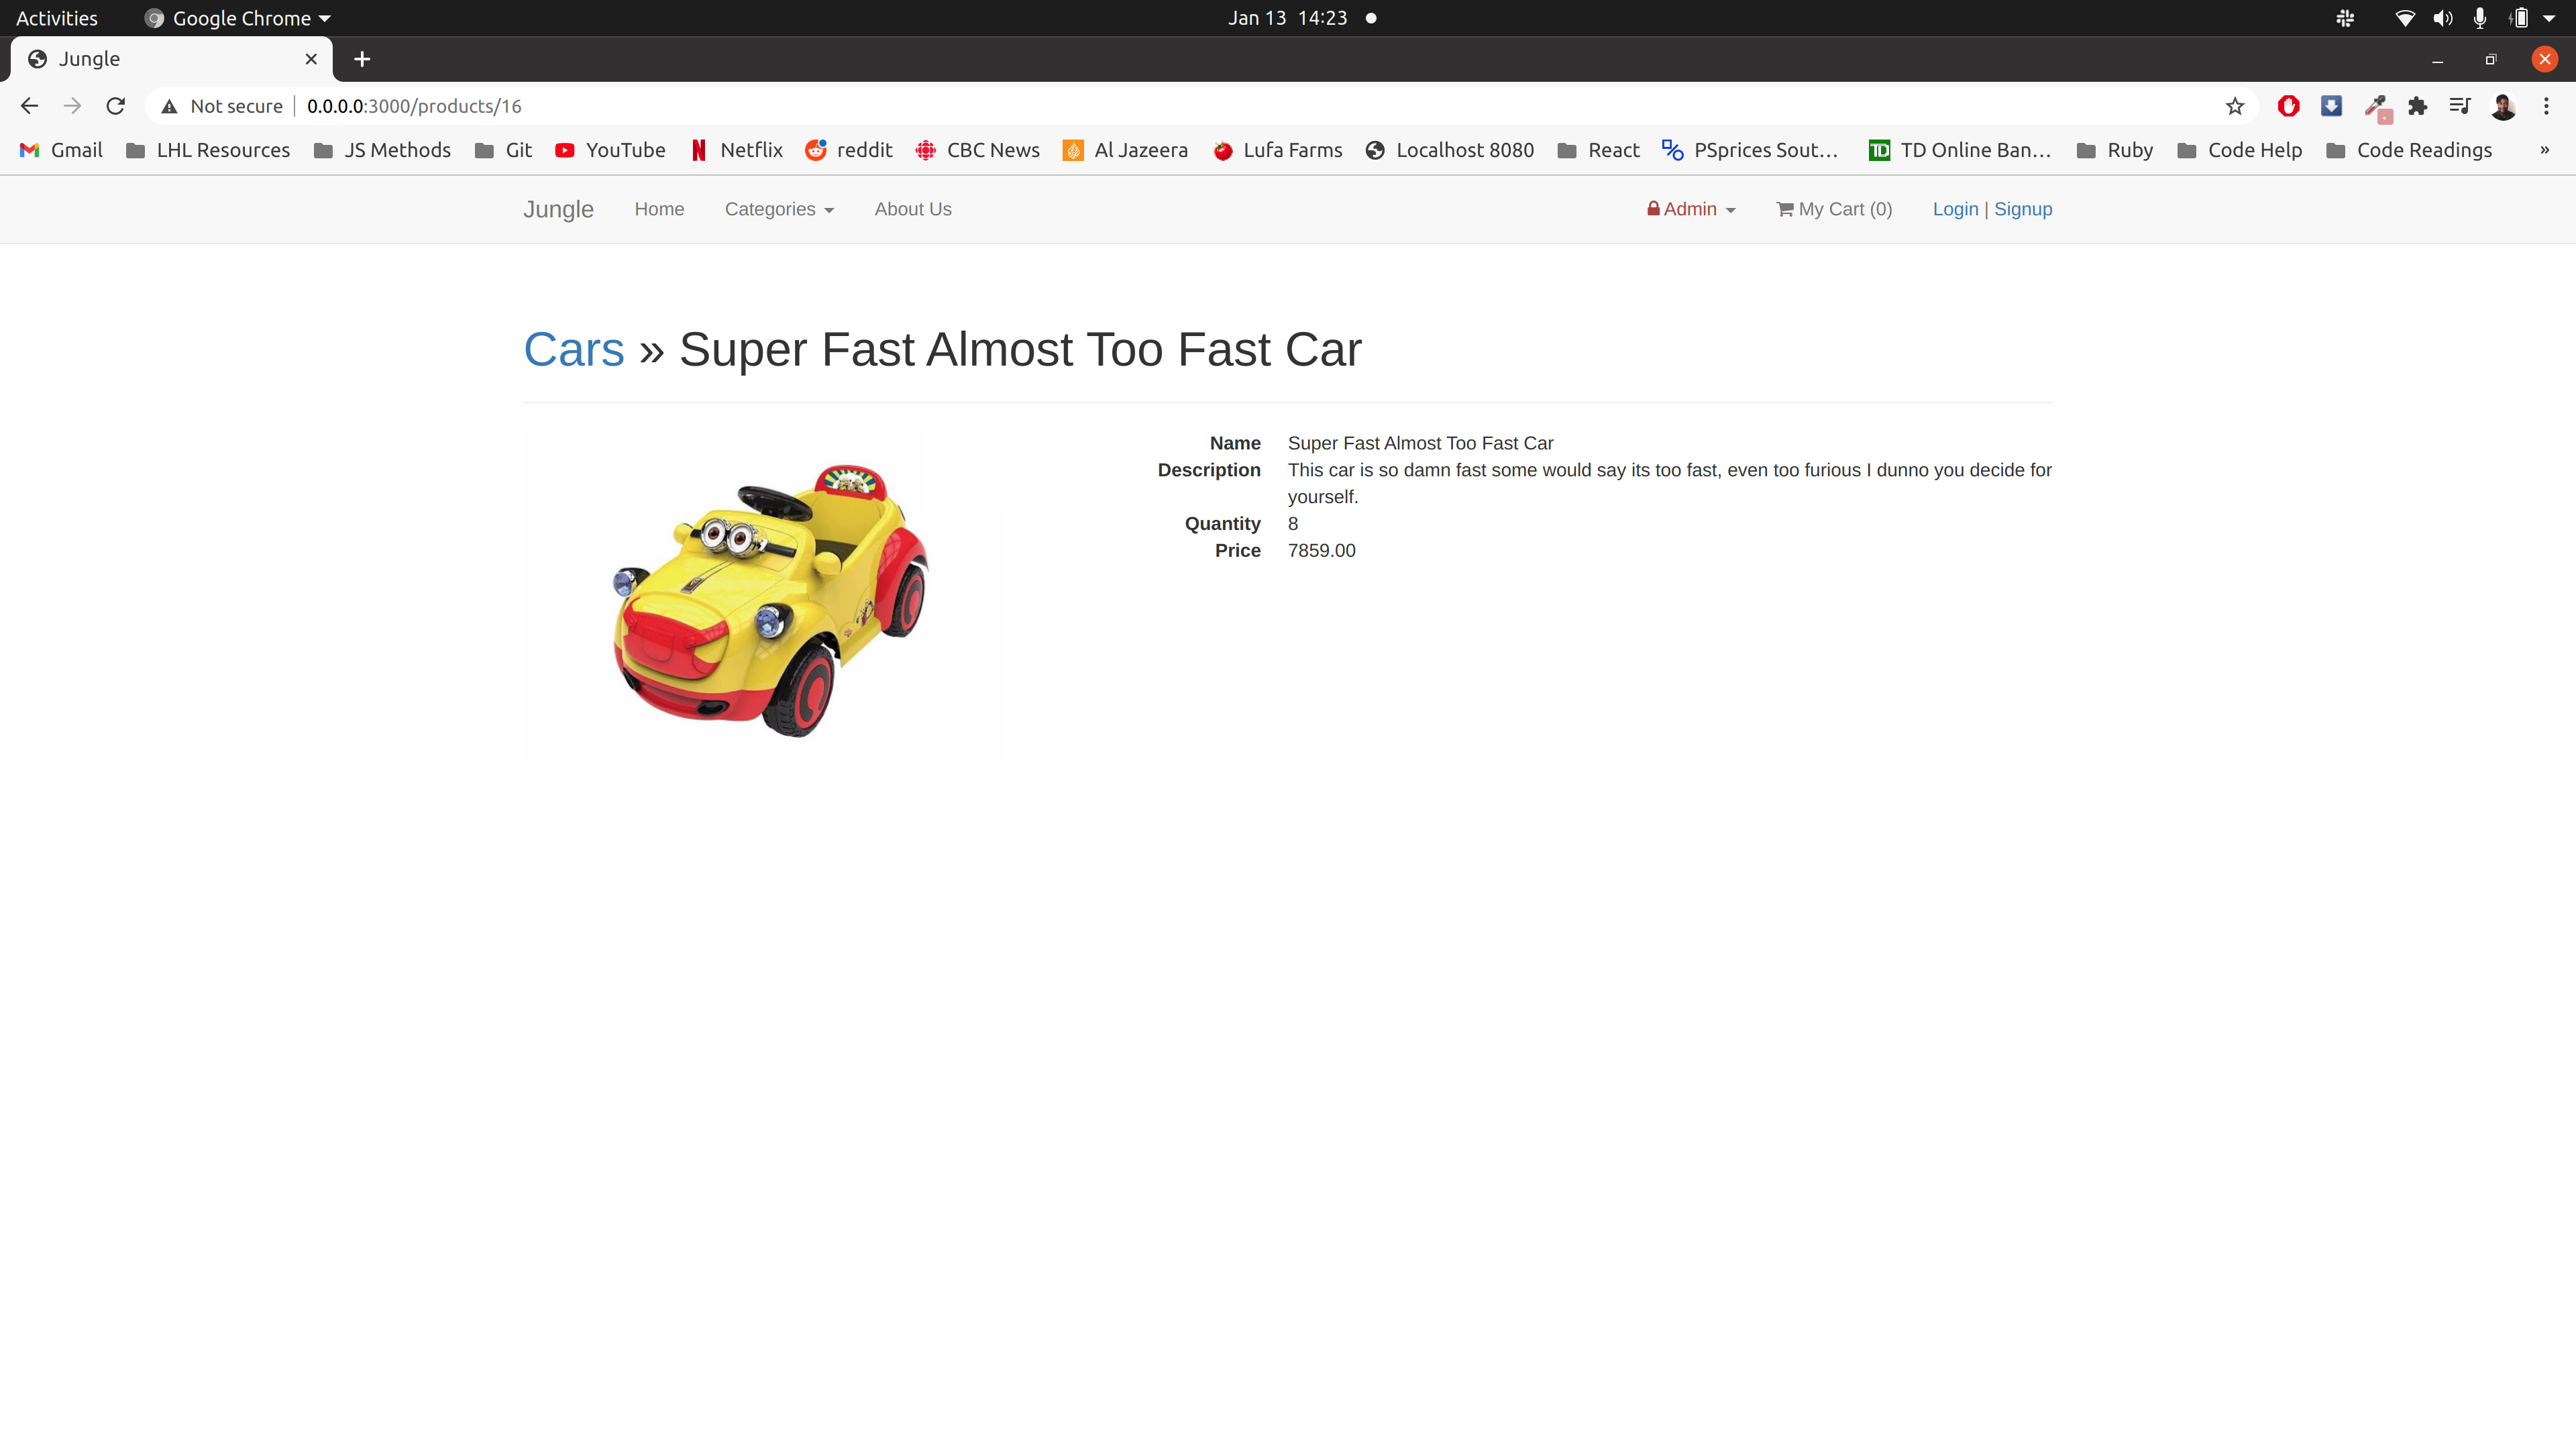 Activities Google Chrome Jan 13 14:23
Jungle
Not secure 0.0.0.0:3000/products/16
Gmail LHL Resources JS Methods Git YouTube Netflix reddit CBC News Al Jazeera Lufa Farms Localhost 8080 React PSprices Sout… TD Online Ban… Ruby Code Help Code Readings »
Jungle Home Categories About Us Admin My Cart (0) Login | Signup
Cars » Super Fast Almost Too Fast Car
Name Super Fast Almost Too Fast Car
Description This car is so damn fast some would say its too fast, even too furious I dunno you decide for
yourself.
Quantity 8
Price 7859.00